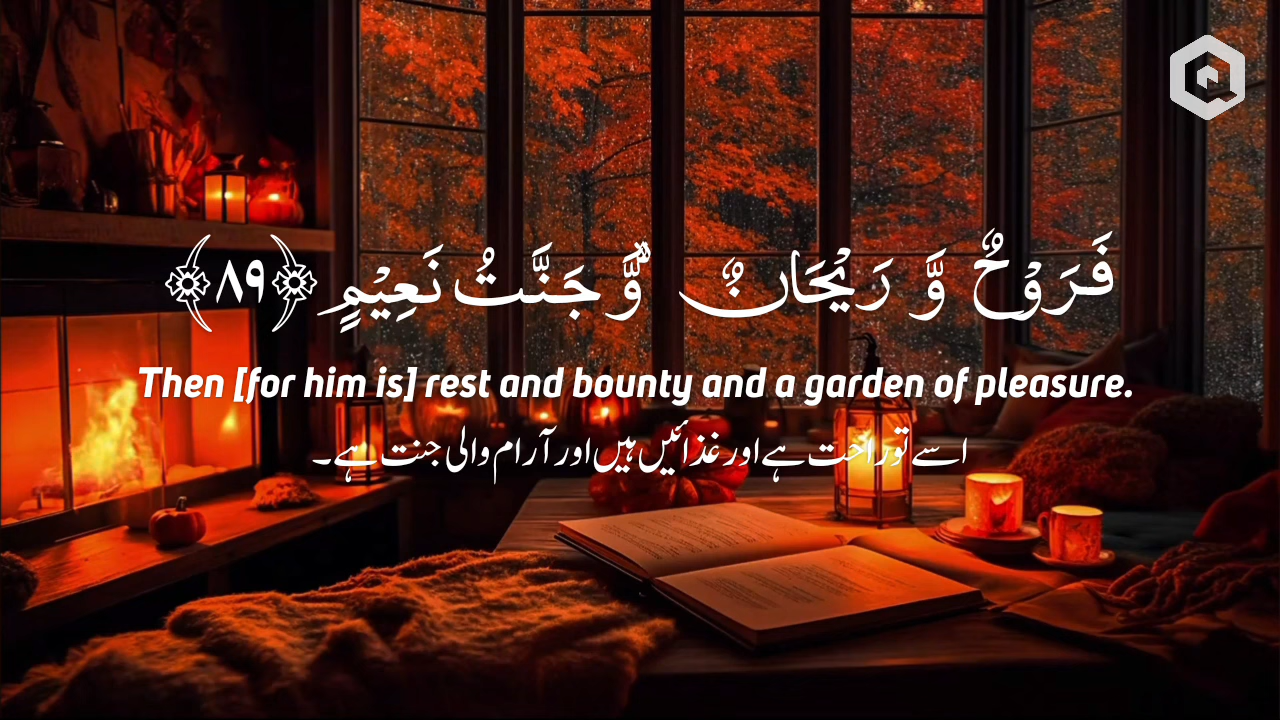 فَرَوْحٌ وَّ رَيْحَانٌ ۙ۬ وَّ جَنَّتُ نَعِيْمٍ ﴿۸۹﴾
Then [for him is] rest and bounty and a garden of pleasure.
اسے تو راحت ہے اور غذائیں ہیں اور آرام والی جنت ہے۔